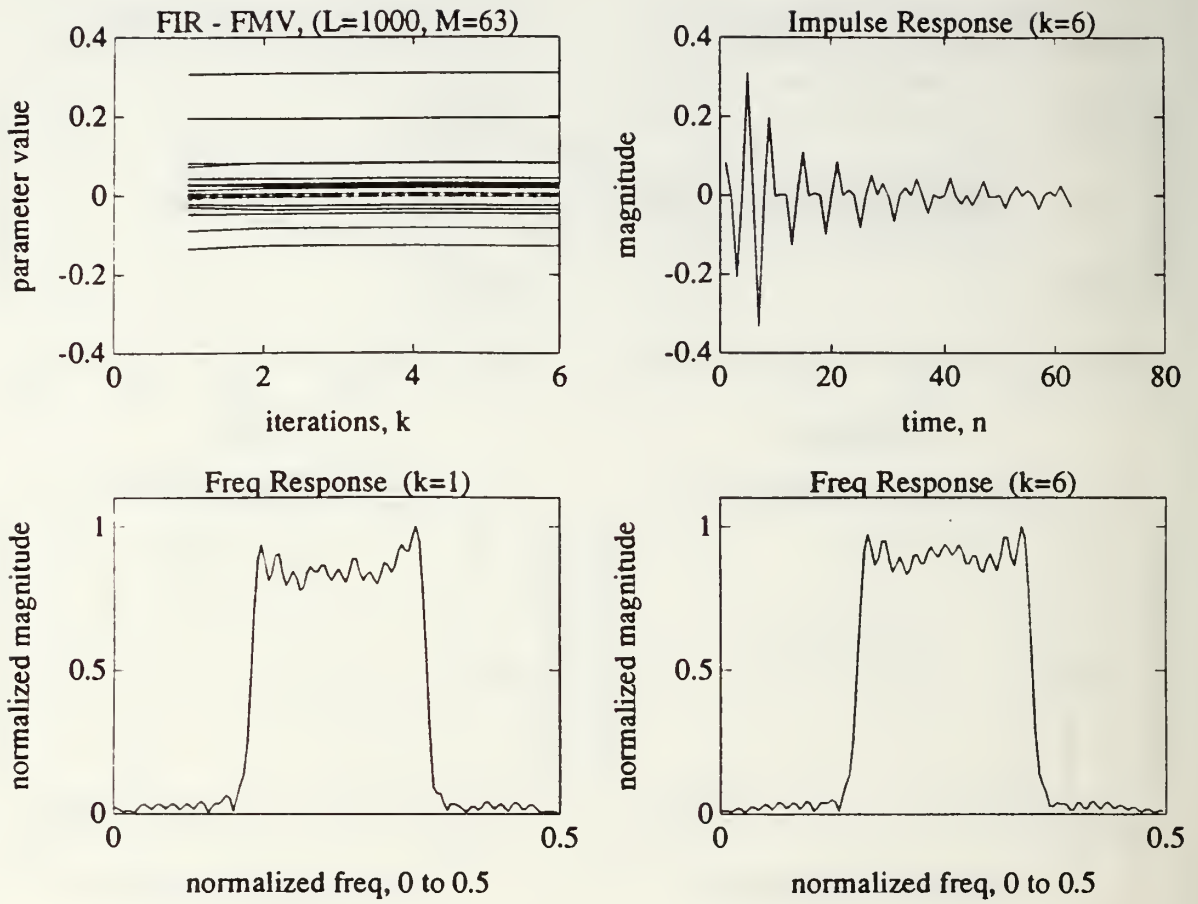 FIR - FMV, (L=1000, M=63)
0.4
0.2
0
-0.2
-0.4
parameter value
0
2
4
6
iterations, k
Impulse Response (k=6)
0.4
0.2
0
-0.2
-0.4
magnitude
0
20
40
60
80
time, n
Freq Response (k=1)
1
0.5
0
normalized magnitude
0
0.5
normalized freq, 0 to 0.5
Freq Response (k=6)
1
0.5
0
normalized magnitude
0
0.5
normalized freq, 0 to 0.5